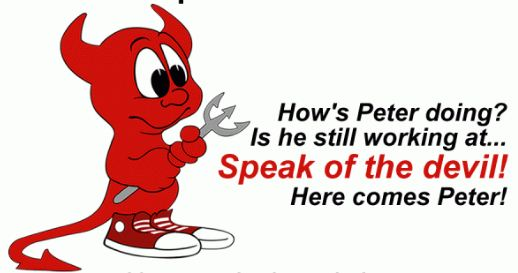 How's Peter doing?
Is he still working at...
Speak of the devil!
Here comes Peter!